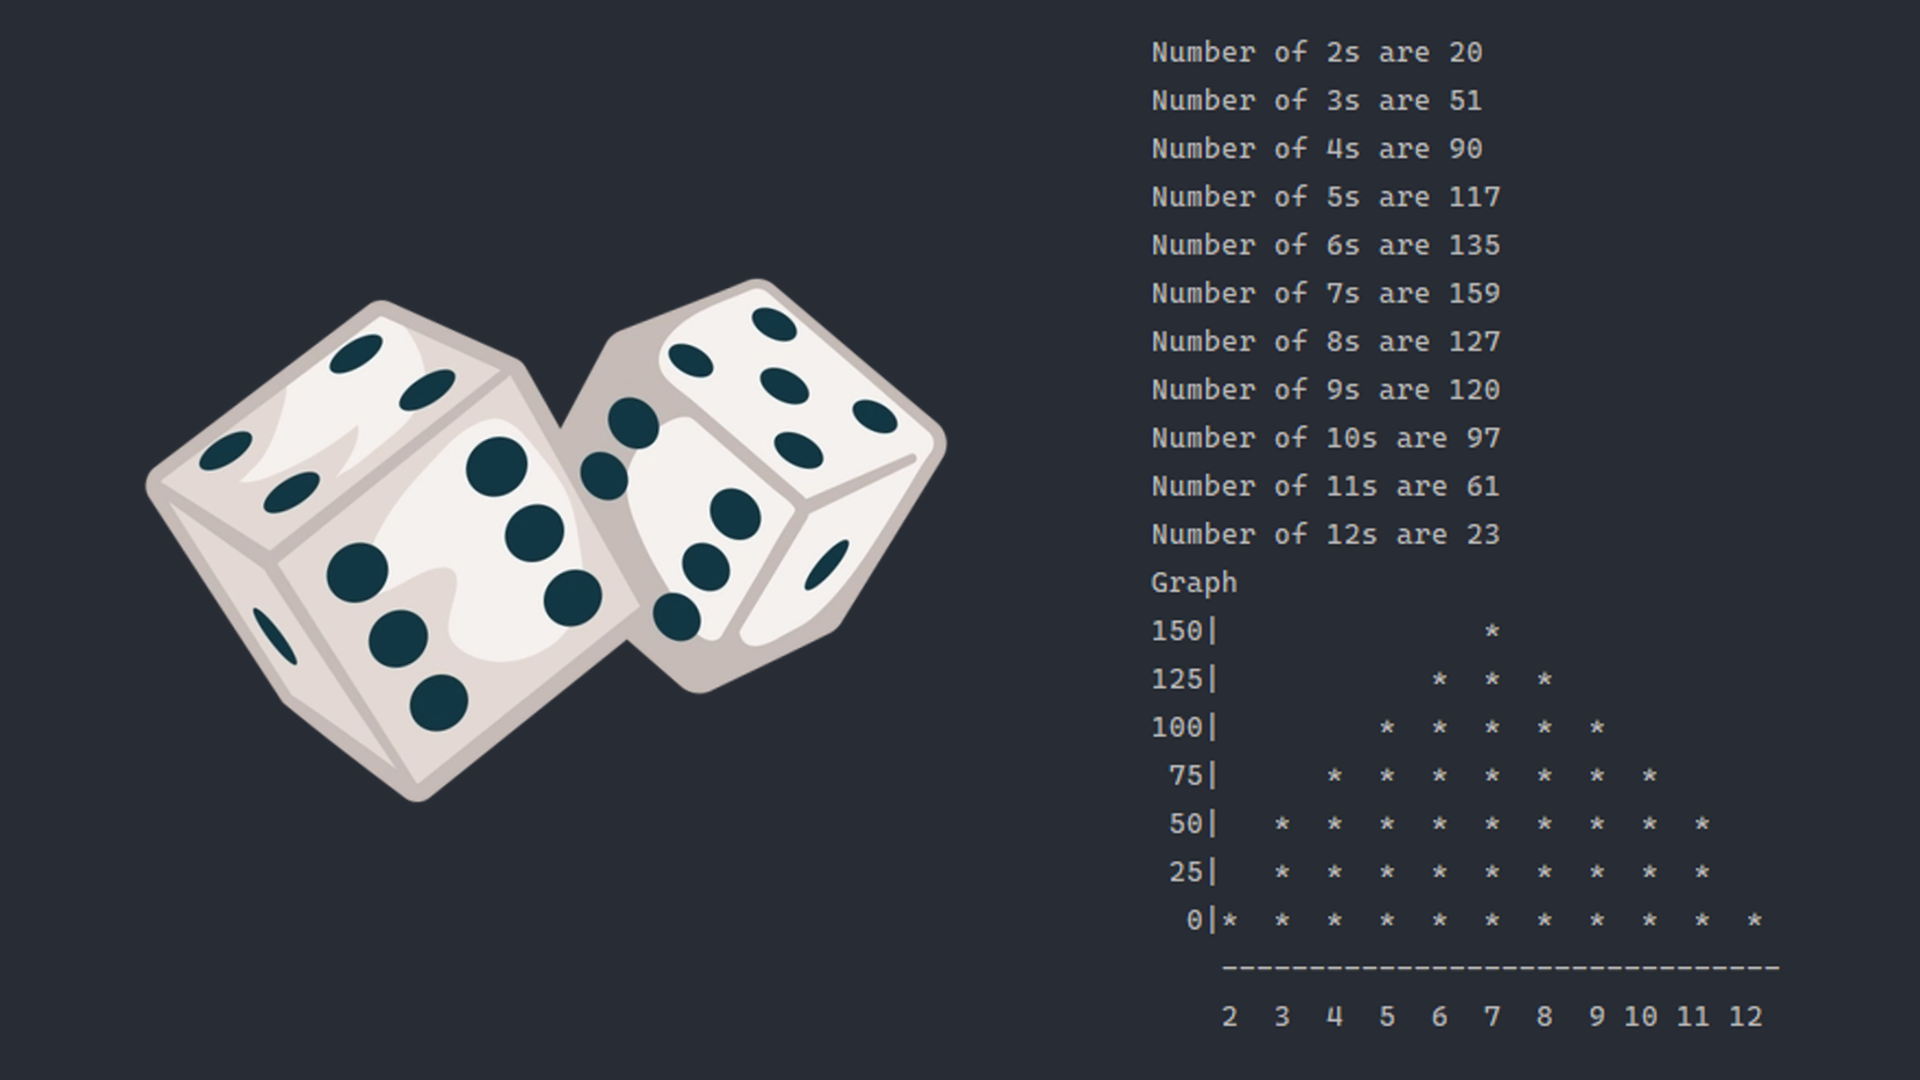 Number of 2s are 20
Number of 3s are 51
Number of 4s are 90
Number of 5s are 117
Number of 6s are 135
Number of 7s are 159
Number of 8s are 127
Number of 9s are 120
Number of 10s are 97
Number of 11s are 61
Number of 12s are 23
Graph
150|               *
125|            *  *  *
100|         *  *  *  *  *
 75|      *  *  *  *  *  *  *
 50|   *  *  *  *  *  *  *  *  *
 25|   *  *  *  *  *  *  *  *  *
  0|*  *  *  *  *  *  *  *  *  *  *
    --------------------------------
    2  3  4  5  6  7  8  9 10 11 12